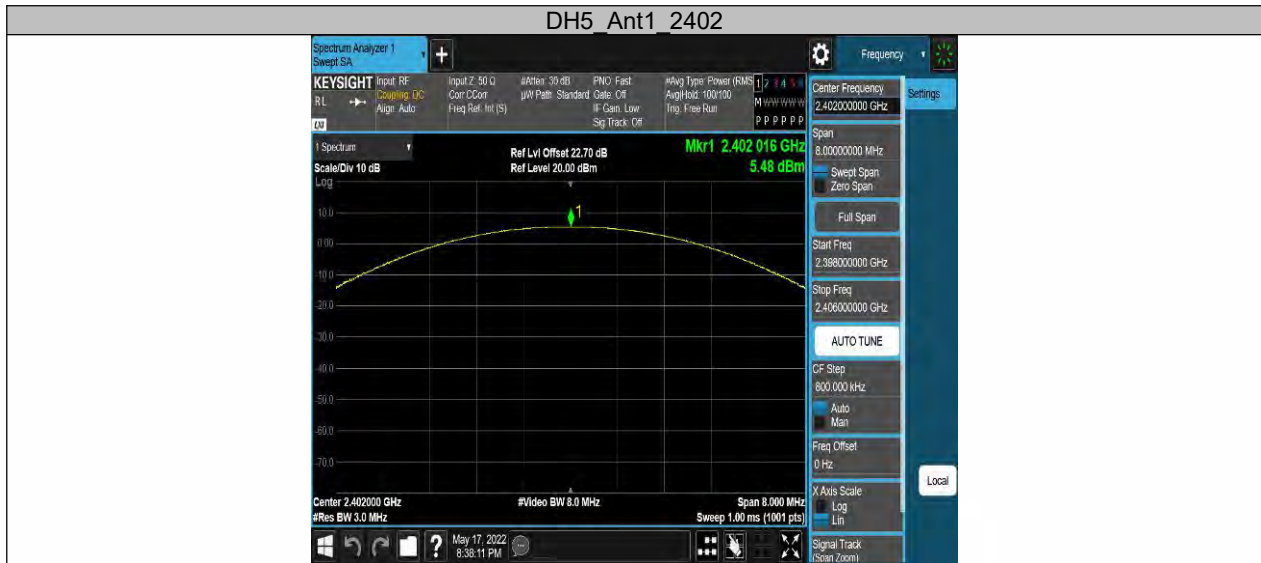 DH5_Ant1_2402
Spectrum Analyzer 1
Swept SA
Frequency
KEYSIGHT
RL
Input: RF
Coupling: DC
Align: Auto
Input Z: 50 Ω
Corr CCorr
Freq Ref: Int (S)
#Atten: 30 dB
µW Path: Standard
PNO: Fast
Gate: Off
IF Gain: Low
Sig Track: Off
#Avg Type: Power (RMS
Avg|Hold: 100/100
Trig: Free Run
1 2 3 4 5 6
M W W W W W
P P P P P P
1 Spectrum
Scale/Div 10 dB
Log
Ref Lvl Offset 22.70 dB
Ref Level 20.00 dBm
Mkr1 2.402 016 GHz
5.48 dBm
1
10.0
0.00
-10.0
-20.0
-30.0
-40.0
-50.0
-60.0
-70.0
Center 2.402000 GHz
#Res BW 3.0 MHz
#Video BW 8.0 MHz
Span 8.000 MHz
Sweep 1.00 ms (1001 pts)
Center Frequency
2.402000000 GHz
Settings
Span
8.00000000 MHz
Swept Span
Zero Span
Full Span
Start Freq
2.398000000 GHz
Stop Freq
2.406000000 GHz
AUTO TUNE
CF Step
800.000 kHz
Auto
Man
Freq Offset
0 Hz
X Axis Scale
Log
Lin
Signal Track
(Span Zoom)
Local
?
May 17, 2022
8:38:11 PM